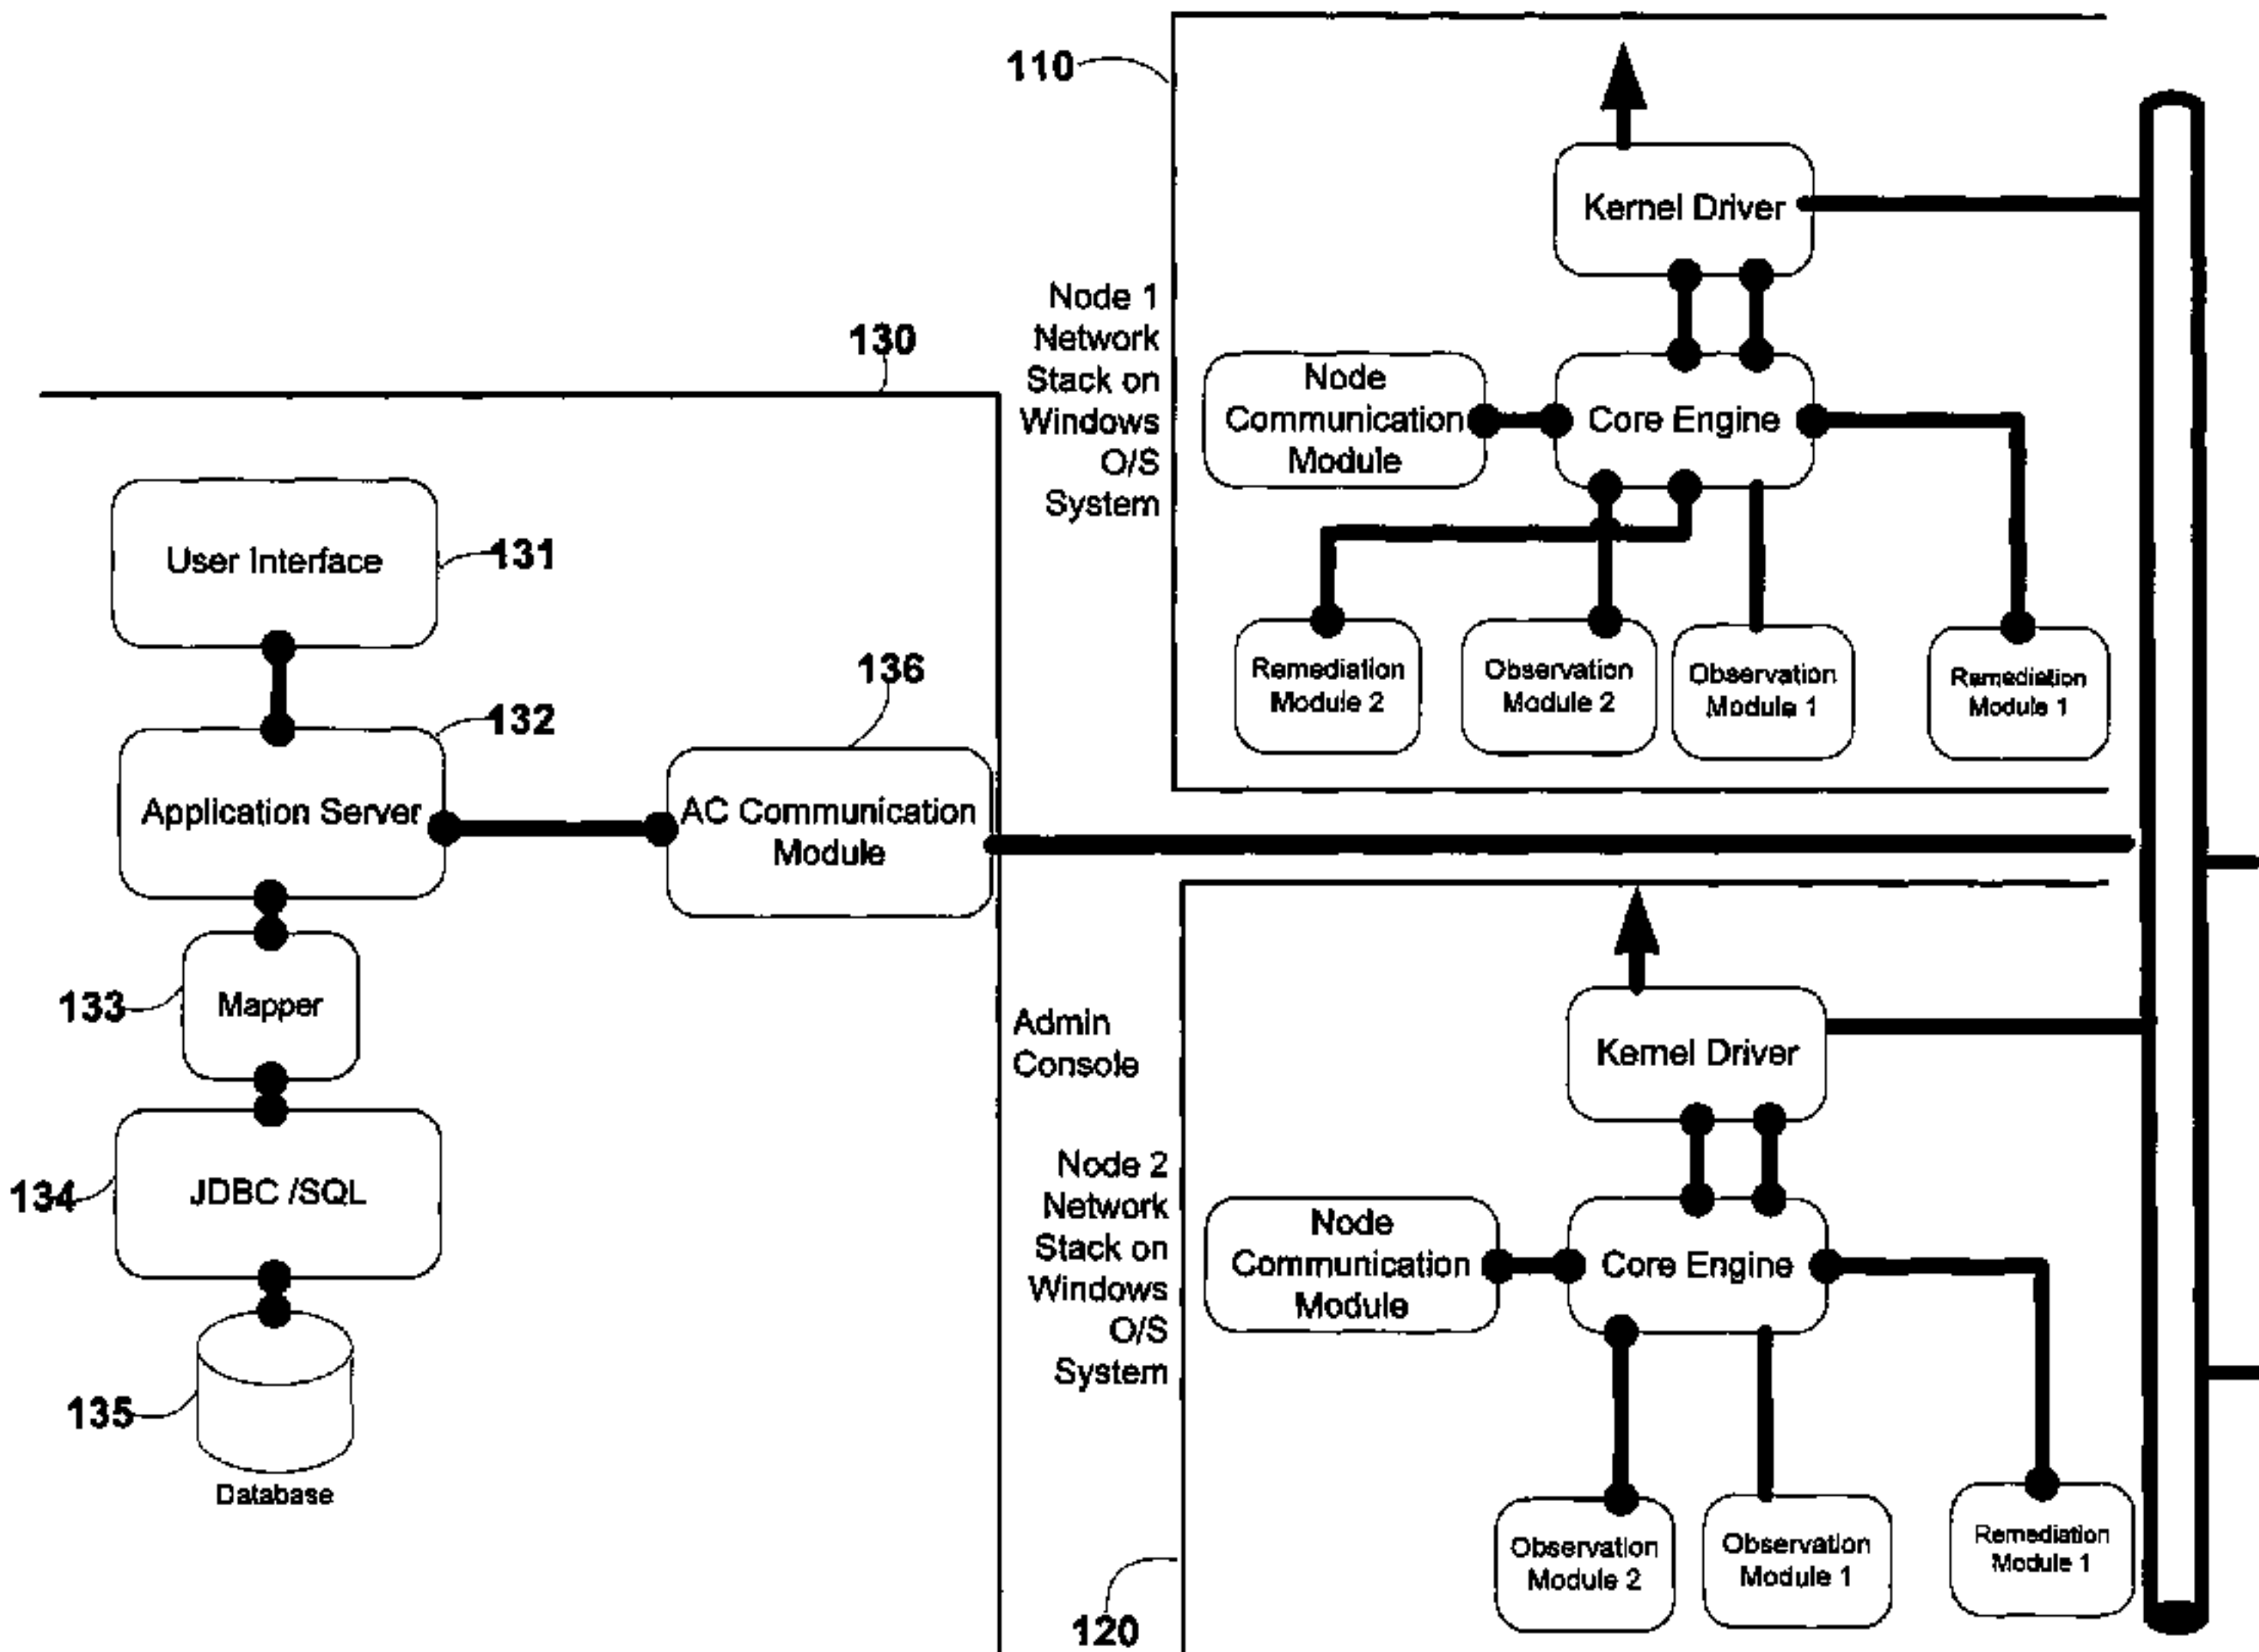 110
Kernel Driver
Node 1
Network
Stack on
Windows
O/S
System
Node
Communication
Module
Core Engine
Remediation
Module 2
Observation
Module 2
Observation
Module 1
Remediation
Module 1
130
User Interface
131
136
132
Application Server
AC Communication
Module
133
Mapper
134
JDBC /SQL
135
Database
Admin
Console
Kernel Driver
Node 2
Network
Stack on
Windows
O/S
System
Node
Communication
Module
Core Engine
Observation
Module 2
Observation
Module 1
Remediation
Module 1
120